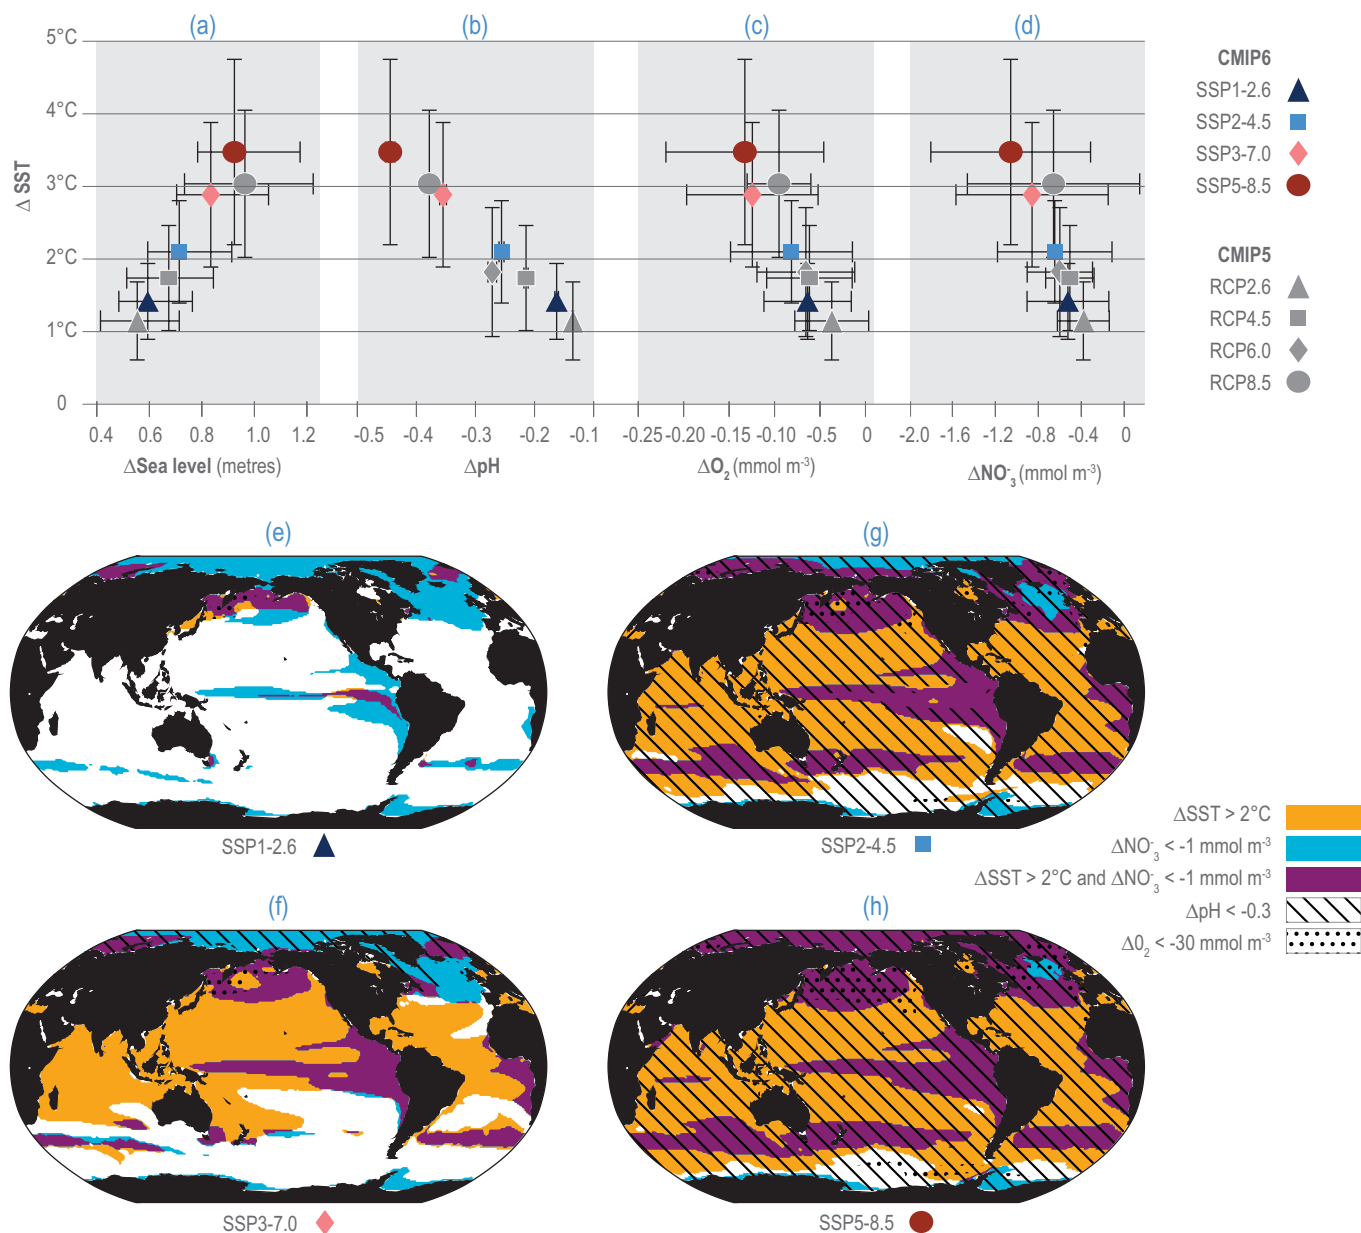 (a) (b) (c) (d)
5°C
4°C
3°C
2°C
1°C
0
Δ SST
0.4 0.6 0.8 1.0 1.2
ΔSea level (metres)
-0.5 -0.4 -0.3 -0.2 -0.1
ΔpH
-0.25 -0.20 -0.15 -0.10 -0.5 0
ΔO₂ (mmol m⁻³)
-2.0 -1.6 -1.2 -0.8 -0.4 0
ΔNO⁻₃ (mmol m⁻³)
CMIP6
SSP1-2.6
SSP2-4.5
SSP3-7.0
SSP5-8.5
CMIP5
RCP2.6
RCP4.5
RCP6.0
RCP8.5
(e) (g)
SSP1-2.6 SSP2-4.5
(f) (h)
SSP3-7.0 SSP5-8.5
ΔSST > 2°C
ΔNO⁻₃ < -1 mmol m⁻³
ΔSST > 2°C and ΔNO⁻₃ < -1 mmol m⁻³
ΔpH < -0.3
Δ0₂ < -30 mmol m⁻³